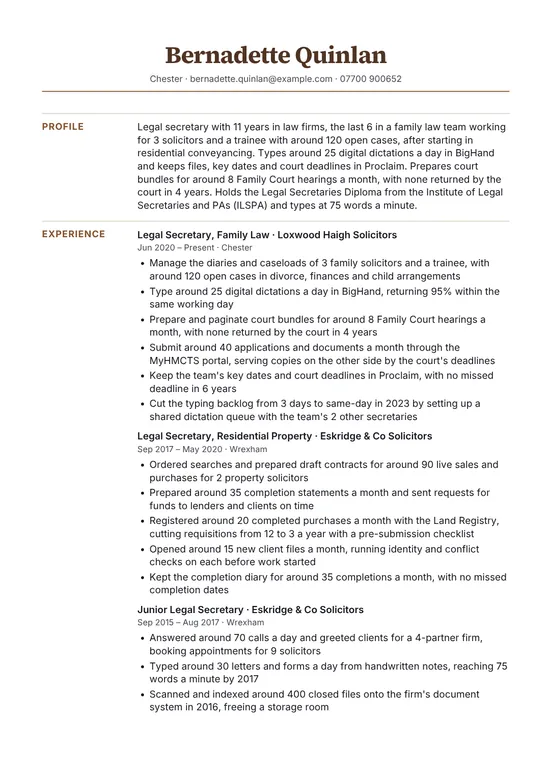 Bernadette Quinlan
Chester · bernadette.quinlan@example.com · 07700 900652
PROFILE
Legal secretary with 11 years in law firms, the last 6 in a family law team working
for 3 solicitors and a trainee with around 120 open cases, after starting in
residential conveyancing. Types around 25 digital dictations a day in BigHand
and keeps files, key dates and court deadlines in Proclaim. Prepares court
bundles for around 8 Family Court hearings a month, with none returned by the
court in 4 years. Holds the Legal Secretaries Diploma from the Institute of Legal
Secretaries and PAs (ILSPA) and types at 75 words a minute.
EXPERIENCE
Legal Secretary, Family Law · Loxwood Haigh Solicitors
Jun 2020 – Present · Chester
• Manage the diaries and caseloads of 3 family solicitors and a trainee, with
around 120 open cases in divorce, finances and child arrangements
• Type around 25 digital dictations a day in BigHand, returning 95% within the
same working day
• Prepare and paginate court bundles for around 8 Family Court hearings a
month, with none returned by the court in 4 years
• Submit around 40 applications and documents a month through the
MyHMCTS portal, serving copies on the other side by the court's deadlines
• Keep the team's key dates and court deadlines in Proclaim, with no missed
deadline in 6 years
• Cut the typing backlog from 3 days to same-day in 2023 by setting up a
shared dictation queue with the team's 2 other secretaries
Legal Secretary, Residential Property · Eskridge & Co Solicitors
Sep 2017 – May 2020 · Wrexham
• Ordered searches and prepared draft contracts for around 90 live sales and
purchases for 2 property solicitors
• Prepared around 35 completion statements a month and sent requests for
funds to lenders and clients on time
• Registered around 20 completed purchases a month with the Land Registry,
cutting requisitions from 12 to 3 a year with a pre-submission checklist
• Opened around 15 new client files a month, running identity and conflict
checks on each before work started
• Kept the completion diary for around 35 completions a month, with no missed
completion dates
Junior Legal Secretary · Eskridge & Co Solicitors
Sep 2015 – Aug 2017 · Wrexham
• Answered around 70 calls a day and greeted clients for a 4-partner firm,
booking appointments for 9 solicitors
• Typed around 30 letters and forms a day from handwritten notes, reaching 75
words a minute by 2017
• Scanned and indexed around 400 closed files onto the firm's document
system in 2016, freeing a storage room